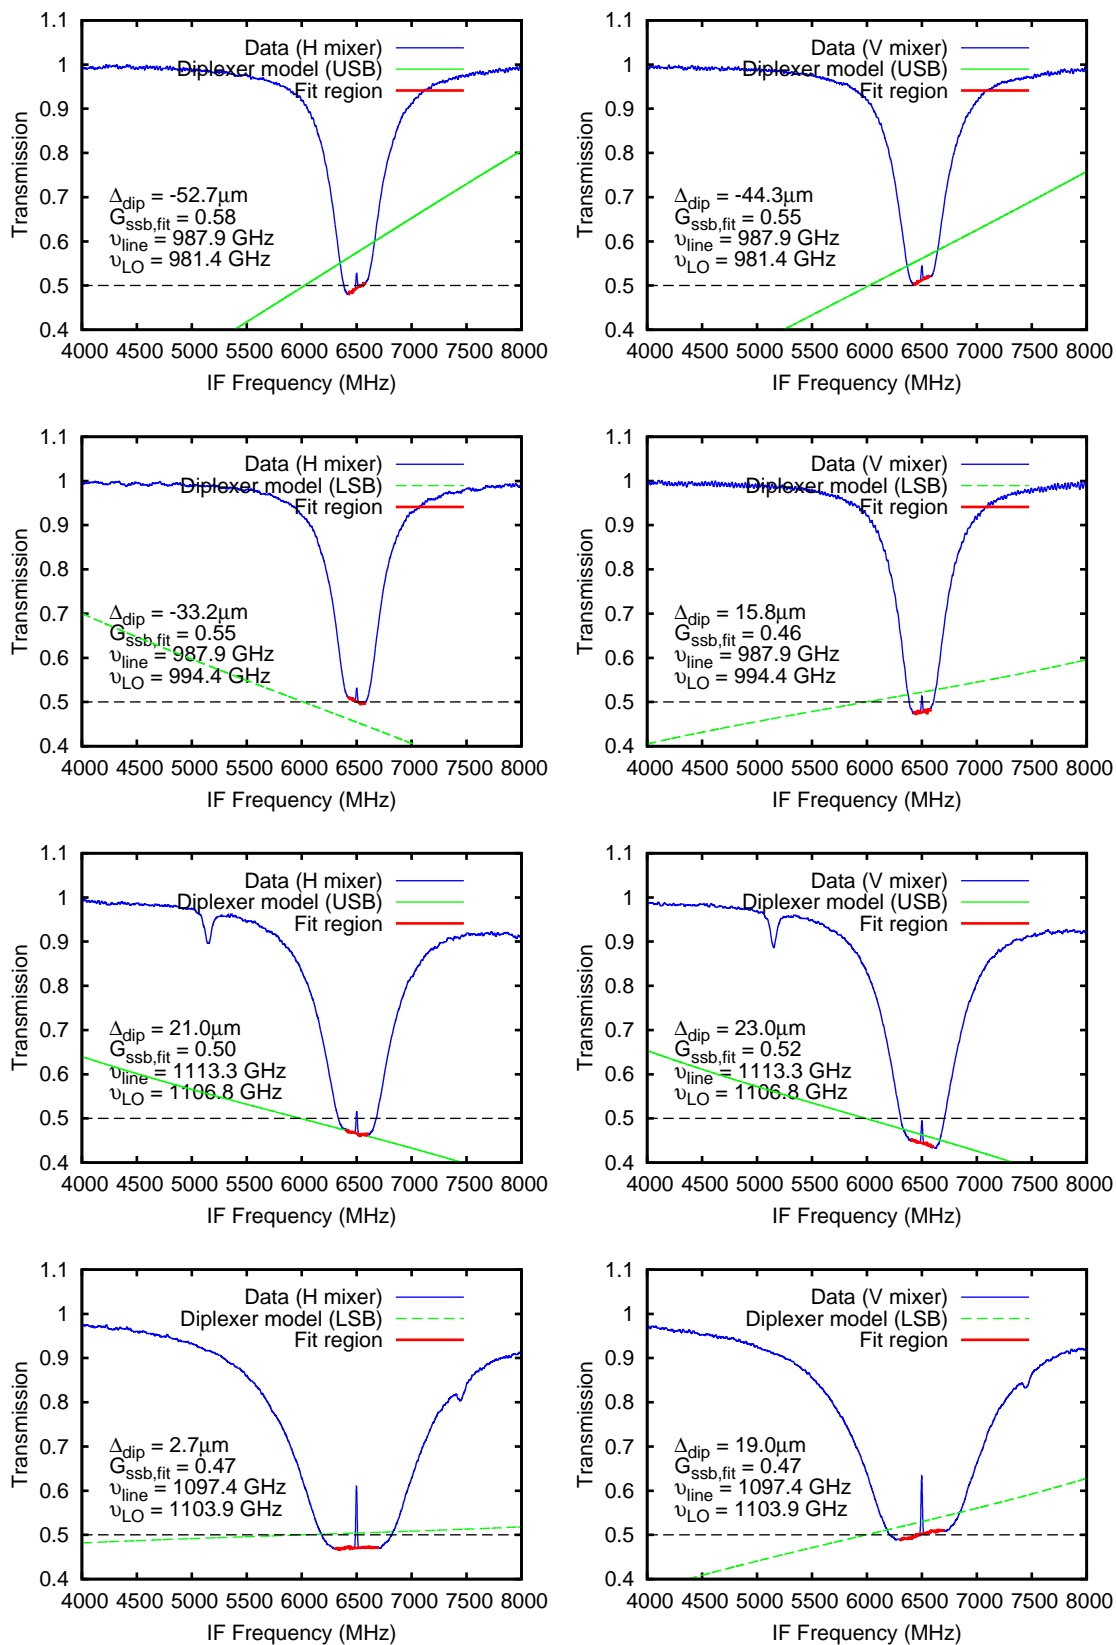 1.1
1
0.9
0.8
0.7
0.6
0.5
0.4
4000 4500 5000 5500 6000 6500 7000 7500 8000
IF Frequency (MHz)
Transmission
Data (H mixer)
Diplexer model (USB)
Fit region
Δdip = -52.7μm
Gssb,fit = 0.58
υline = 987.9 GHz
υLO = 981.4 GHz
1.1
1
0.9
0.8
0.7
0.6
0.5
0.4
4000 4500 5000 5500 6000 6500 7000 7500 8000
IF Frequency (MHz)
Transmission
Data (V mixer)
Diplexer model (USB)
Fit region
Δdip = -44.3μm
Gssb,fit = 0.55
υline = 987.9 GHz
υLO = 981.4 GHz
1.1
1
0.9
0.8
0.7
0.6
0.5
0.4
4000 4500 5000 5500 6000 6500 7000 7500 8000
IF Frequency (MHz)
Transmission
Data (H mixer)
Diplexer model (LSB)
Fit region
Δdip = -33.2μm
Gssb,fit = 0.55
υline = 987.9 GHz
υLO = 994.4 GHz
1.1
1
0.9
0.8
0.7
0.6
0.5
0.4
4000 4500 5000 5500 6000 6500 7000 7500 8000
IF Frequency (MHz)
Transmission
Data (V mixer)
Diplexer model (LSB)
Fit region
Δdip = 15.8μm
Gssb,fit = 0.46
υline = 987.9 GHz
υLO = 994.4 GHz
1.1
1
0.9
0.8
0.7
0.6
0.5
0.4
4000 4500 5000 5500 6000 6500 7000 7500 8000
IF Frequency (MHz)
Transmission
Data (H mixer)
Diplexer model (USB)
Fit region
Δdip = 21.0μm
Gssb,fit = 0.50
υline = 1113.3 GHz
υLO = 1106.8 GHz
1.1
1
0.9
0.8
0.7
0.6
0.5
0.4
4000 4500 5000 5500 6000 6500 7000 7500 8000
IF Frequency (MHz)
Transmission
Data (V mixer)
Diplexer model (USB)
Fit region
Δdip = 23.0μm
Gssb,fit = 0.52
υline = 1113.3 GHz
υLO = 1106.8 GHz
1.1
1
0.9
0.8
0.7
0.6
0.5
0.4
4000 4500 5000 5500 6000 6500 7000 7500 8000
IF Frequency (MHz)
Transmission
Data (H mixer)
Diplexer model (LSB)
Fit region
Δdip = 2.7μm
Gssb,fit = 0.47
υline = 1097.4 GHz
υLO = 1103.9 GHz
1.1
1
0.9
0.8
0.7
0.6
0.5
0.4
4000 4500 5000 5500 6000 6500 7000 7500 8000
IF Frequency (MHz)
Transmission
Data (V mixer)
Diplexer model (LSB)
Fit region
Δdip = 19.0μm
Gssb,fit = 0.47
υline = 1097.4 GHz
υLO = 1103.9 GHz